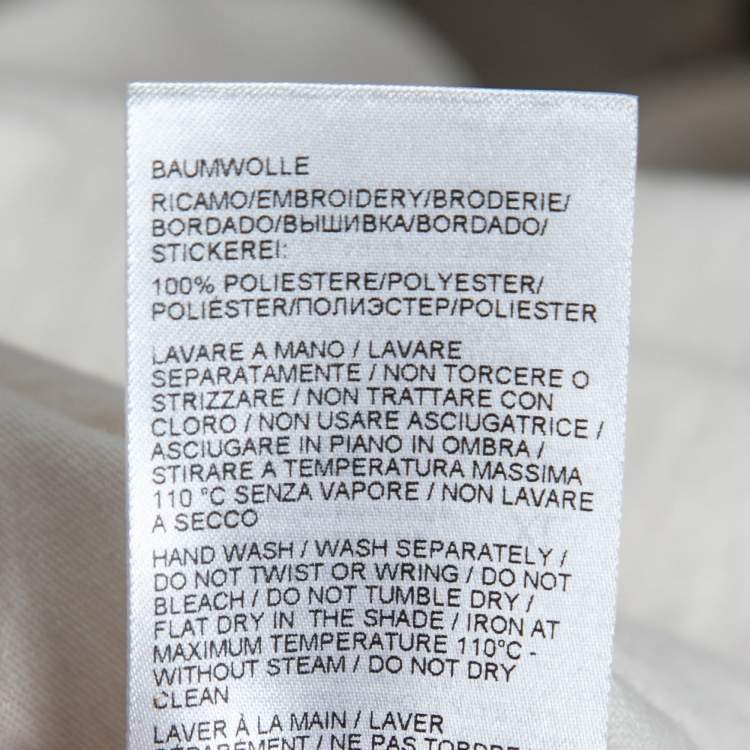 BAUMWOLLE
RICAMO/EMBROIDERY/BRODERIE/
BORDADO/ВЫШИВКА/BORDADO/
STICKEREI:
100% POLIESTERE/POLYESTER/
POLIÉSTER/ПОЛИЭСТЕР/POLIESTER
LAVARE A MANO / LAVARE
SEPARATAMENTE / NON TORCERE O
STRIZZARE / NON TRATTARE CON
CLORO / NON USARE ASCIUGATRICE /
ASCIUGARE IN PIANO IN OMBRA /
STIRARE A TEMPERATURA MASSIMA
110 °C SENZA VAPORE / NON LAVARE
A SECCO
HAND WASH / WASH SEPARATELY /
DO NOT TWIST OR WRING / DO NOT
BLEACH / DO NOT TUMBLE DRY /
FLAT DRY IN THE SHADE / IRON AT
MAXIMUM TEMPERATURE 110°C -
WITHOUT STEAM / DO NOT DRY
CLEAN
LAVER À LA MAIN / LAVER
SÉPARÉMENT / NE PAS TORDRE